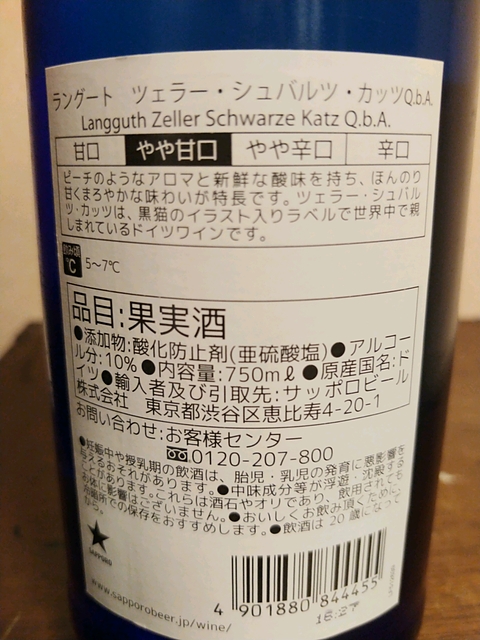 ラングート ツェラー・シュバルツ・カッツQ.b.A.
Langguth Zeller Schwarze Katz Q.b.A.
甘口 やや甘口 やや辛口 辛口
ピーチのようなアロマと新鮮な酸味を持ち、ほんのり
甘くまろやかな味わいが特長です。ツェラー・シュバル
ツ・カッツは、黒猫のイラスト入りラベルで世界中で親
しまれているドイツワインです。
飲み頃
℃ 5～7℃
品目:果実酒
●添加物:酸化防止剤(亜硫酸塩)●アルコー
ル分:10%●内容量:750mℓ●原産国名:ド
イツ●輸入者及び引取先:サッポロビール
株式会社 東京都渋谷区恵比寿4-20-1
お問い合わせ:お客様センター
0120-207-800
●妊娠中や授乳期の飲酒は、胎児・乳児の発育に悪影響を
与えるおそれがあります。●中味成分等が浮遊・沈殿する
ことがあります。これらは酒石やオリであり、飲用されても
お体に影響はございません。●おいしくお飲み頂くために
冷暗所での保存をおすすめします。●飲酒は20歳になって
から。
SAPPORO
www.sapporobeer.jp/wine/
4 901880 844455
16:27